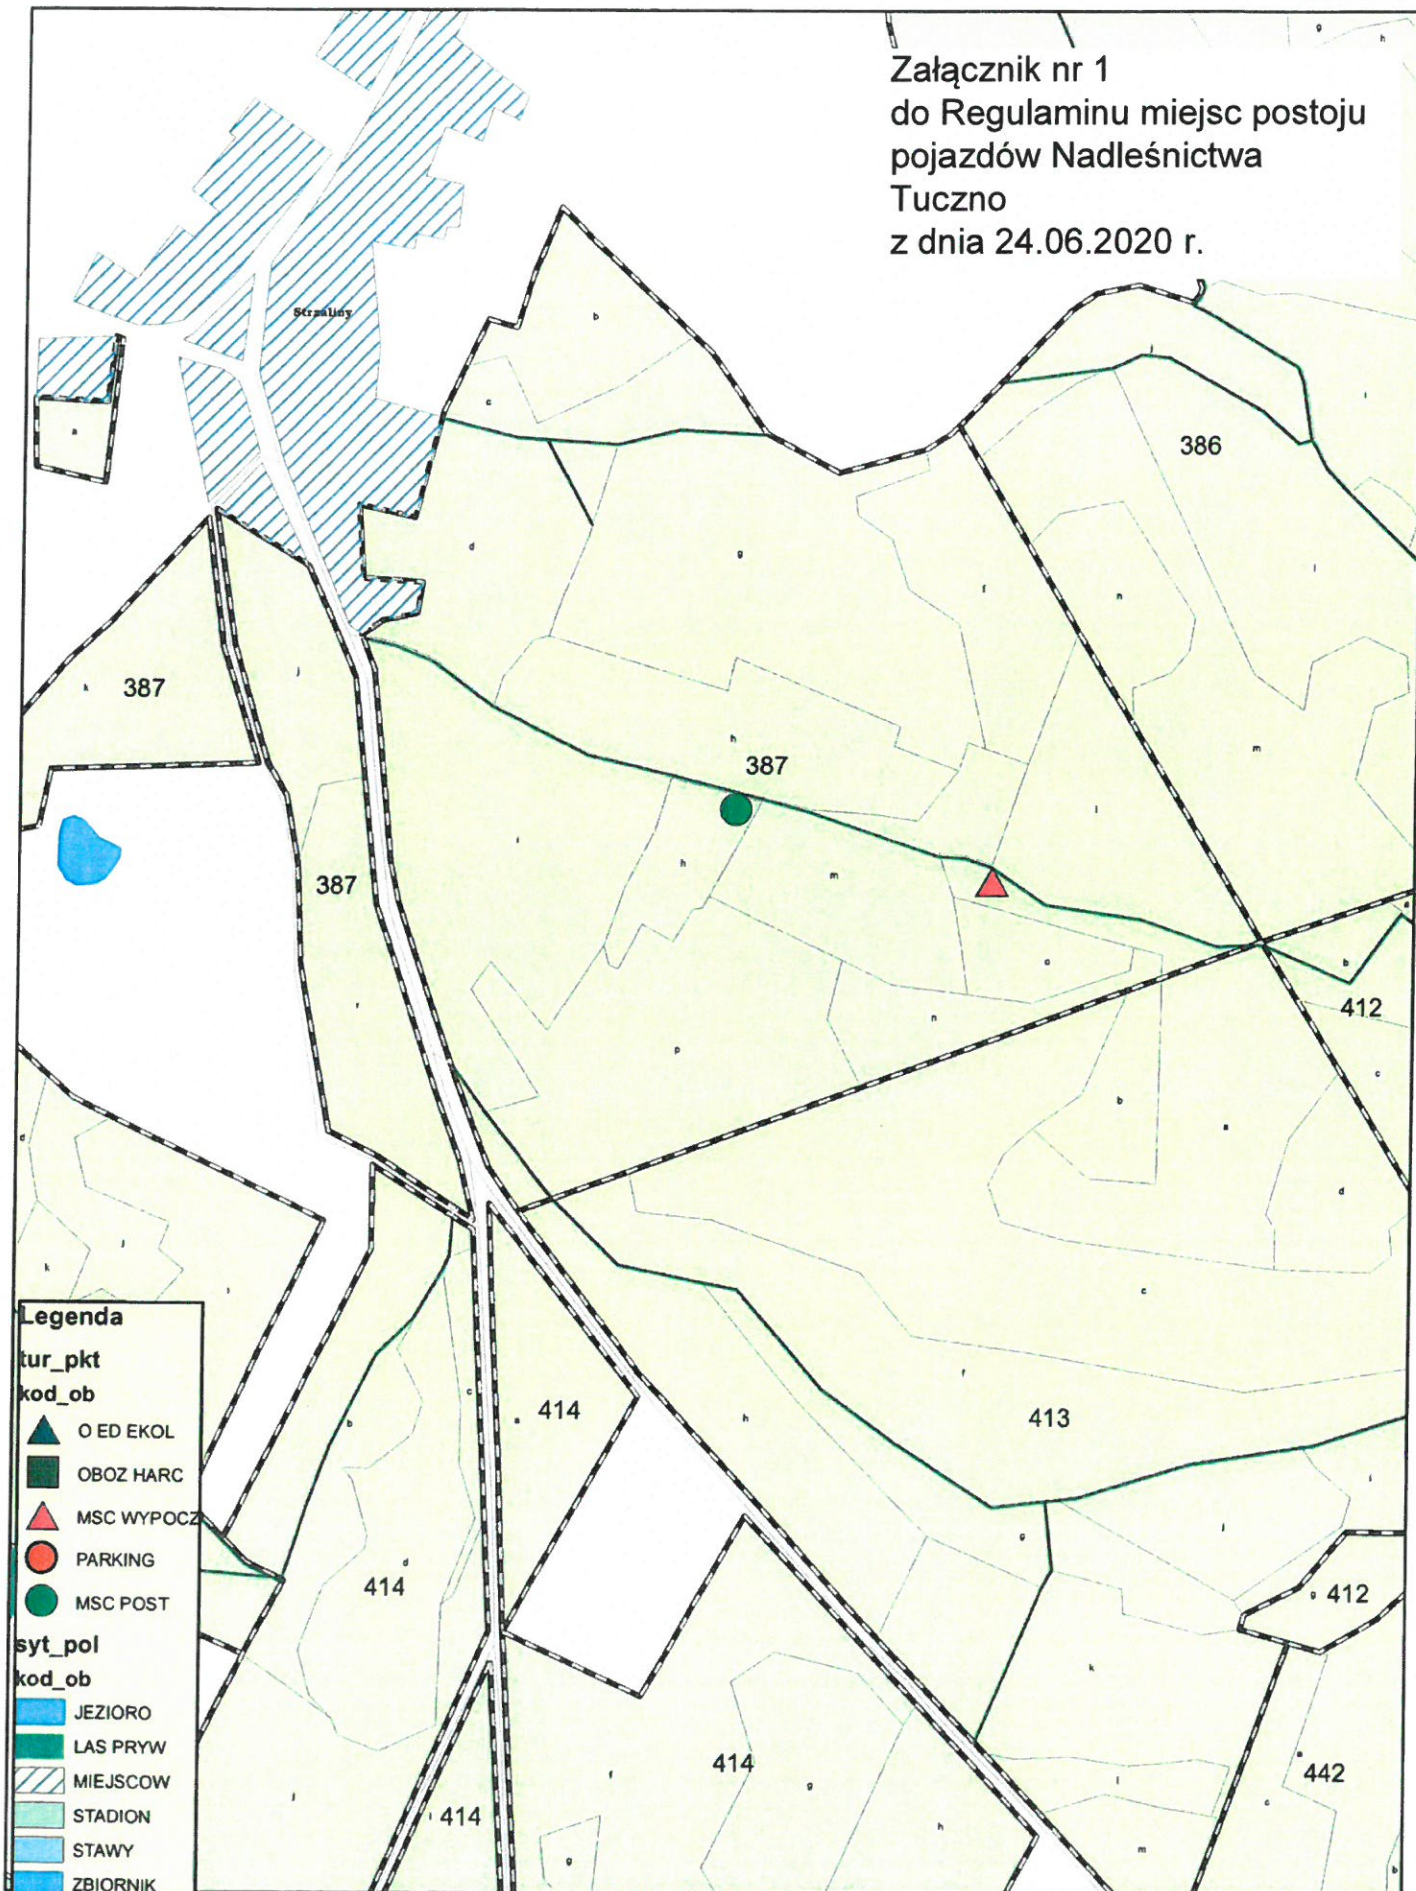 Załącznik nr 1
do Regulaminu miejsc postoju
pojazdów Nadleśnictwa
Tuczno
z dnia 24.06.2020 r.
g
h
Strzaliny
b
j
c
i
a
386
d
g
f
n
l
k
387
j
m
h
387
l
i
h
m
387
a
b
o
412
r
n
p
c
b
a
d
d
j
k
i
c
Legenda
tur_pkt
kod_ob
O ED EKOL
OBOZ HARC
MSC WYPOCZ
PARKING
MSC POST
syt_pol
kod_ob
JEZIORO
LAS PRYW
MIEJSCOW
STADION
STAWY
ZBIORNIK
f
c
b
a
414
h
413
i
g
j
d
414
g
412
k
a
442
414
f
g
l
c
j
i
414
h
m
g
b